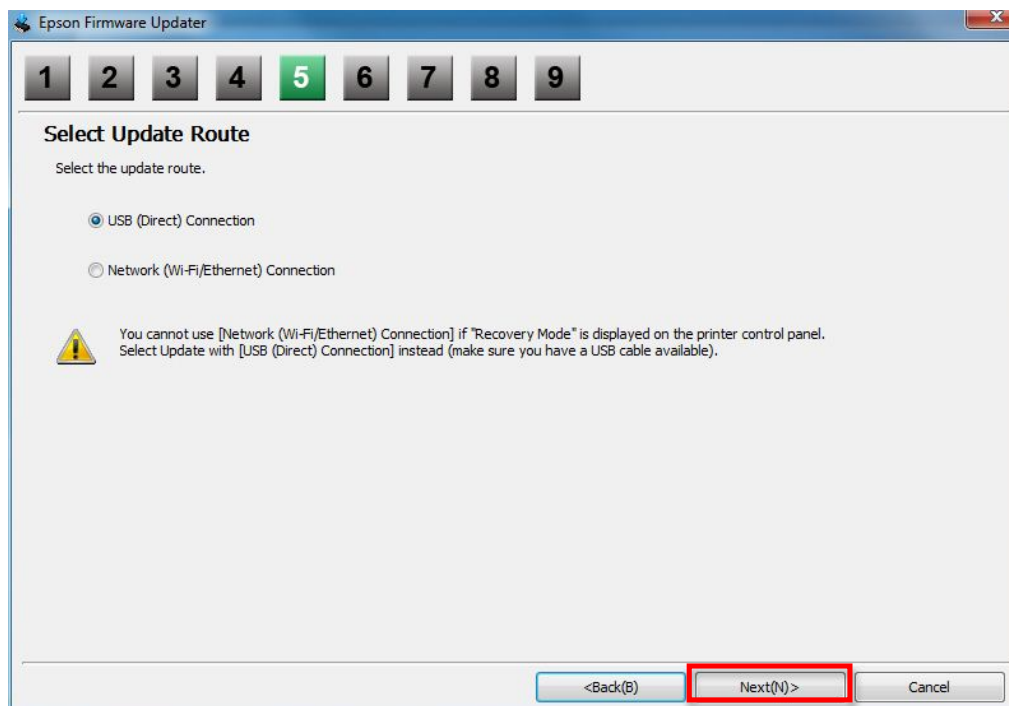 Epson Firmware Updater
x
1 2 3 4 5 6 7 8 9
Select Update Route
Select the update route.
USB (Direct) Connection
Network (Wi-Fi/Ethernet) Connection
You cannot use [Network (Wi-Fi/Ethernet) Connection] if "Recovery Mode" is displayed on the printer control panel.
Select Update with [USB (Direct) Connection] instead (make sure you have a USB cable available).
<Back(B) Next(N)> Cancel